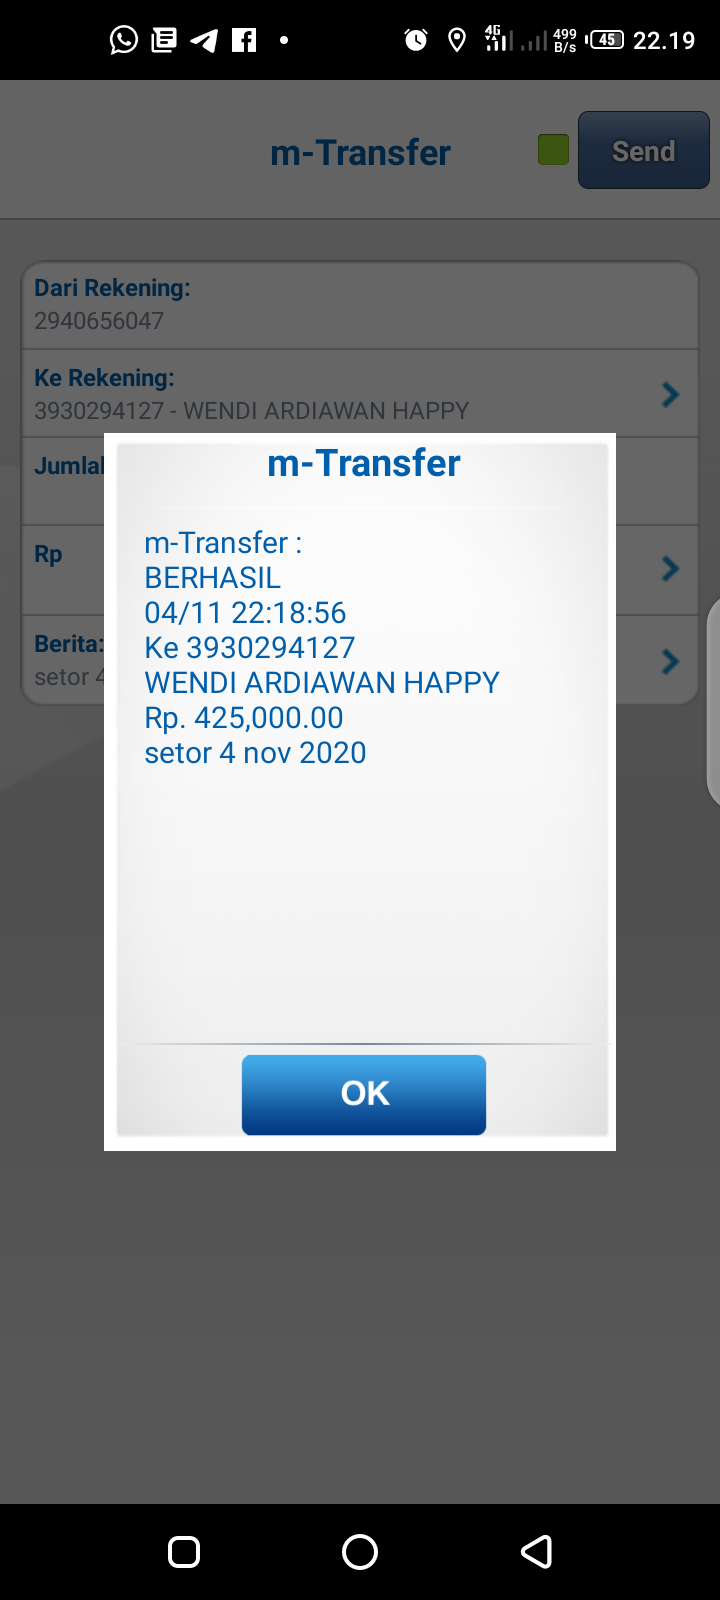 4G 499 B/s 45 22.19
m-Transfer Send
Dari Rekening:
2940656047
Ke Rekening:
3930294127 - WENDI ARDIAWAN HAPPY
Rp
Berita:
setor
m-Transfer
m-Transfer :
BERHASIL
04/11 22:18:56
Ke 3930294127
WENDI ARDIAWAN HAPPY
Rp. 425,000.00
setor 4 nov 2020
OK